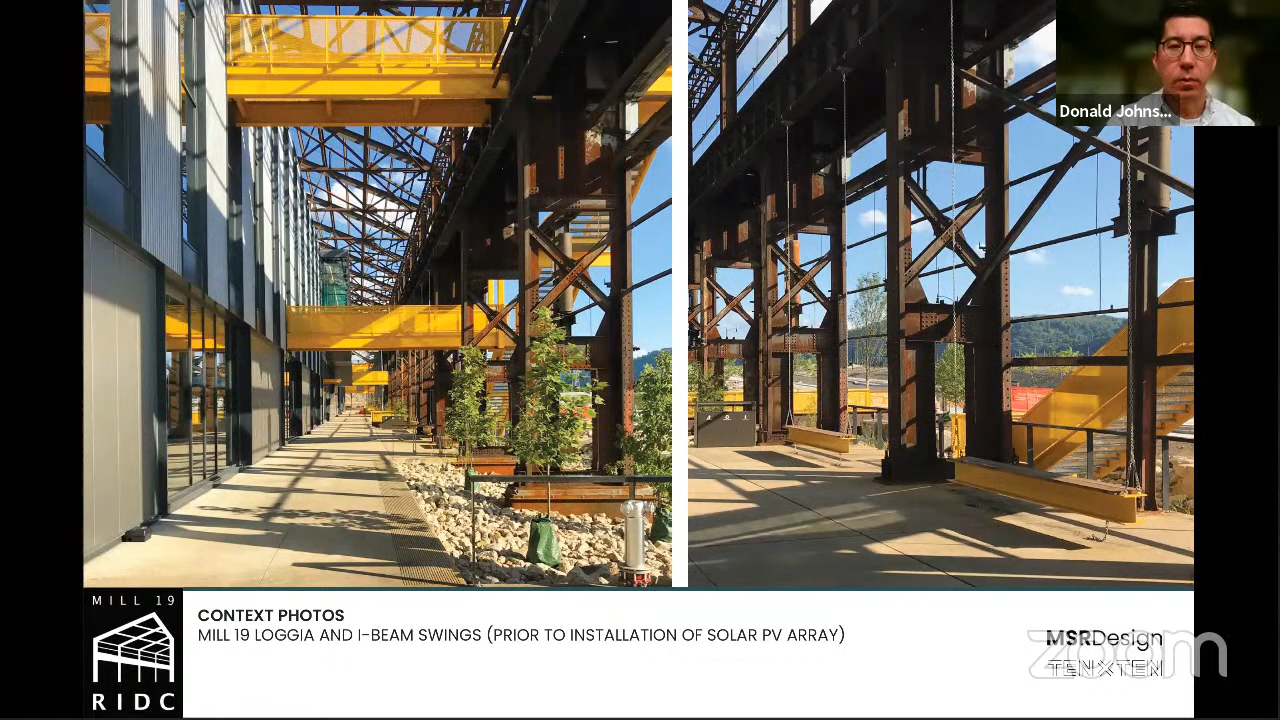 Donald Johns...
MILL 19
RIDC
CONTEXT PHOTOS
MILL 19 LOGGIA AND I-BEAM SWINGS (PRIOR TO INSTALLATION OF SOLAR PV ARRAY)
MSRDesign
TENXTEN
zoom